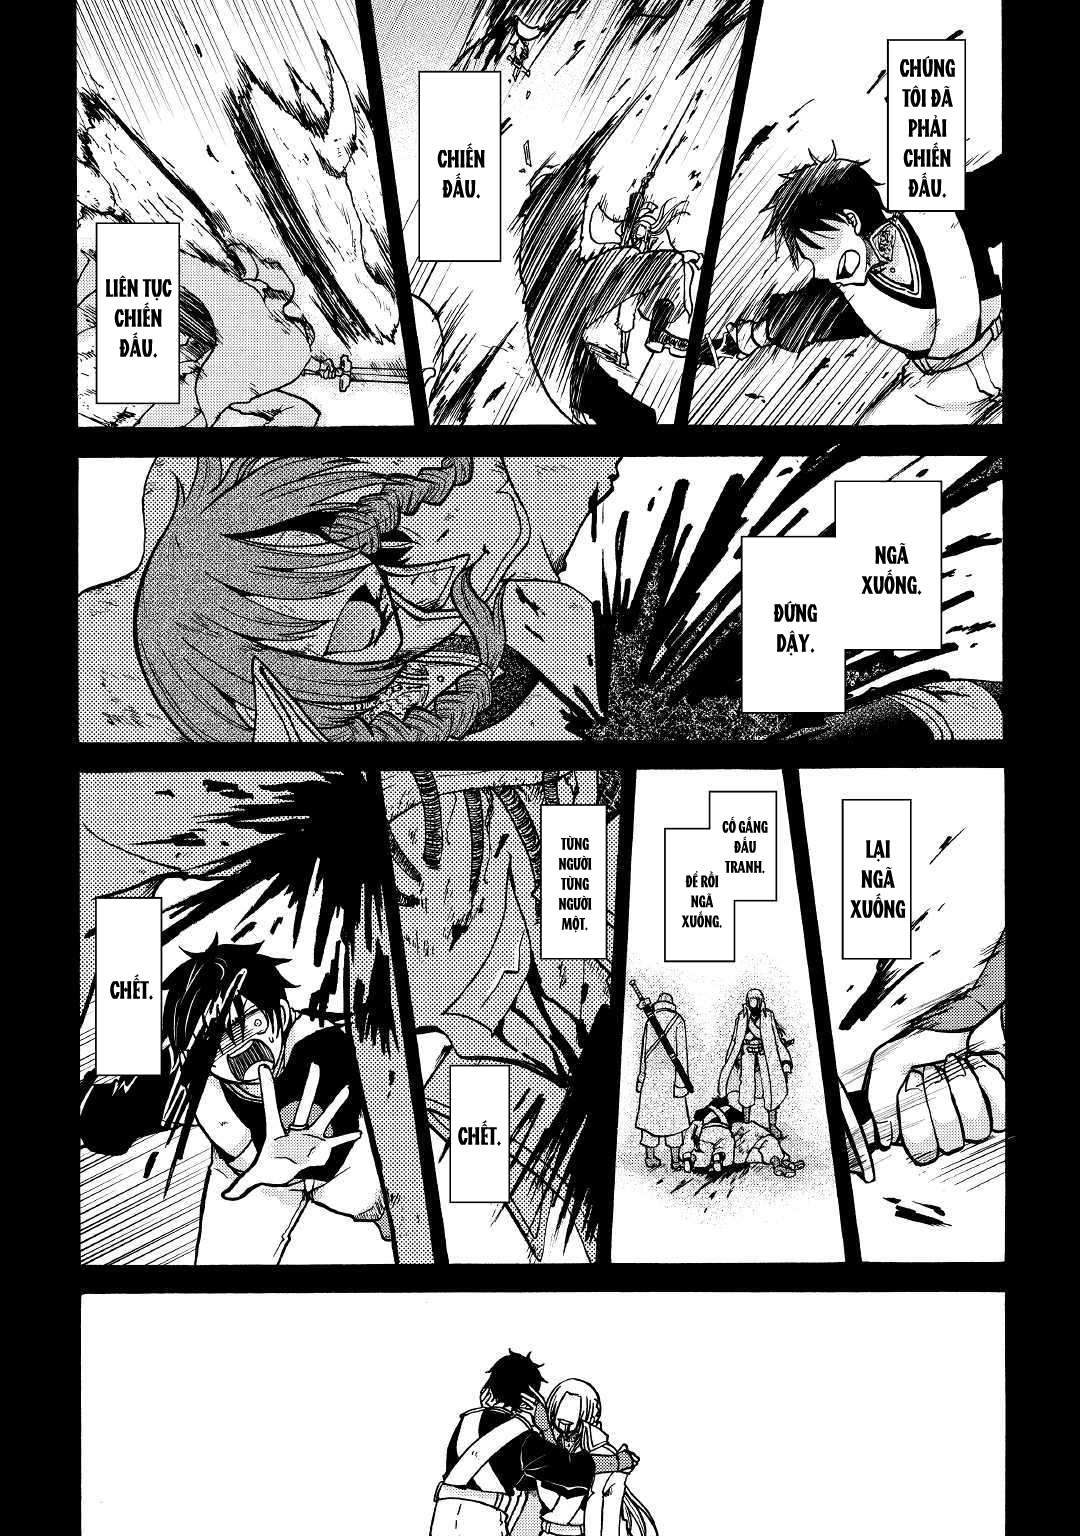 CHÚNG
TÔI ĐÃ
PHẢI
CHIẾN
ĐẤU.
CHIẾN
ĐẤU.
LIÊN TỤC
CHIẾN
ĐẤU.
NGÃ
XUỐNG.
ĐỨNG
DẬY.
LẠI
NGÃ
XUỐNG
CỐ GẮNG
ĐẤU
TRANH.
ĐỂ RỒI
NGÃ
XUỐNG.
TỪNG
NGƯỜI
TỪNG
NGƯỜI
MỘT.
CHẾT.
CHẾT.